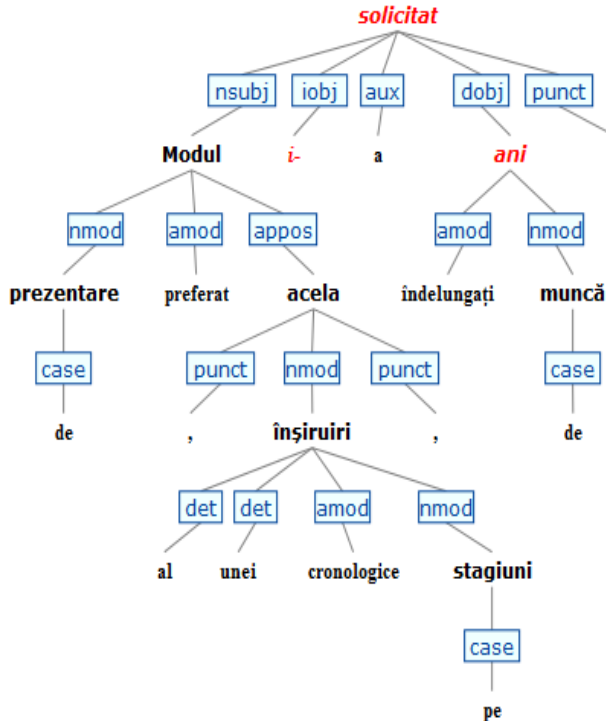 solicitat
nsubj iobj aux dobj punct
Modul i- a ani
nmod amod appos amod nmod
prezentare preferat acela îndelungați muncă
case punct nmod punct case
de , înșiruiri , de
det det amod nmod
al unei cronologice stagiuni
case
pe